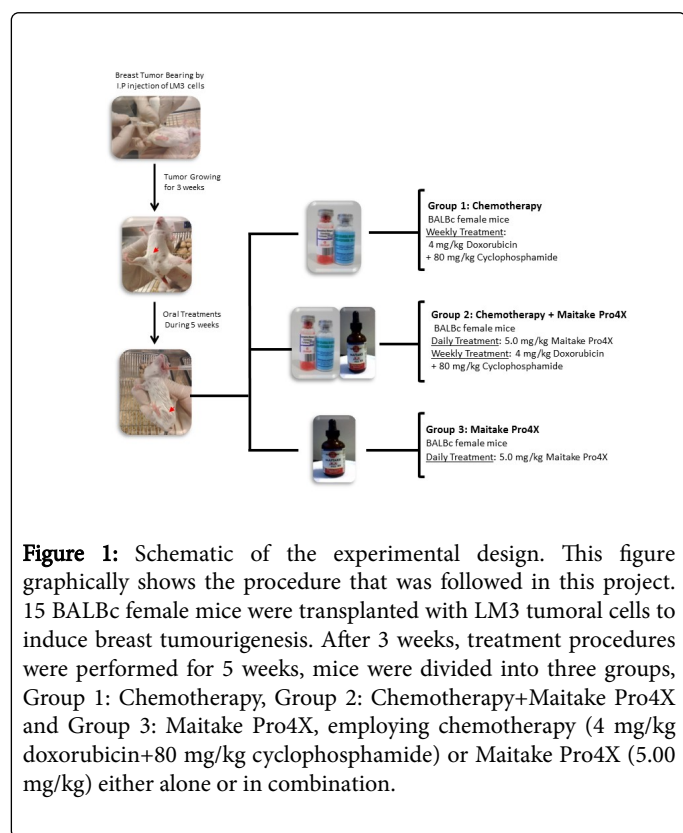 Breast Tumor Bearing by
I.P injection of LM3 cells
Tumor Growing
for 3 weeks
Oral Treatments
During 5 weeks
Group 1: Chemotherapy
BALBc female mice
Weekly Treatment:
4 mg/kg Doxorubicin
+ 80 mg/kg Cyclophosphamide
Group 2: Chemotherapy + Maitake Pro4X
BALBc female mice
Daily Treatment: 5.0 mg/kg Maitake Pro4X
Weekly Treatment: 4 mg/kg Doxorubicin
+ 80 mg/kg Cyclophosphamide
Group 3: Maitake Pro4X
BALBc female mice
Daily Treatment: 5.0 mg/kg Maitake Pro4X
Figure 1: Schematic of the experimental design. This figure
graphically shows the procedure that was followed in this project.
15 BALBc female mice were transplanted with LM3 tumoral cells to
induce breast tumourigenesis. After 3 weeks, treatment procedures
were performed for 5 weeks, mice were divided into three groups,
Group 1: Chemotherapy, Group 2: Chemotherapy+Maitake Pro4X
and Group 3: Maitake Pro4X, employing chemotherapy (4 mg/kg
doxorubicin+80 mg/kg cyclophosphamide) or Maitake Pro4X (5.00
mg/kg) either alone or in combination.